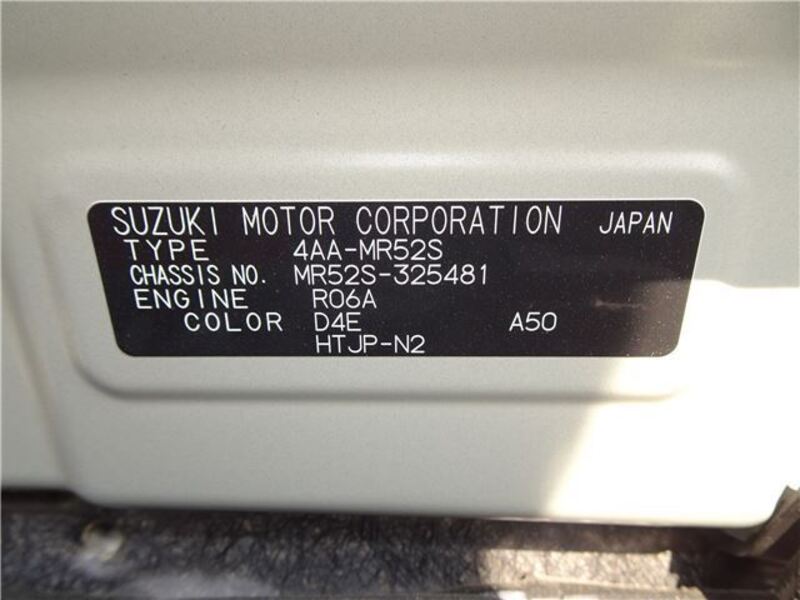 SUZUKI MOTOR CORPORATION JAPAN
TYPE 4AA-MR52S
CHASSIS NO. MR52S-325481
ENGINE R06A
COLOR D4E A50
HTJP-N2